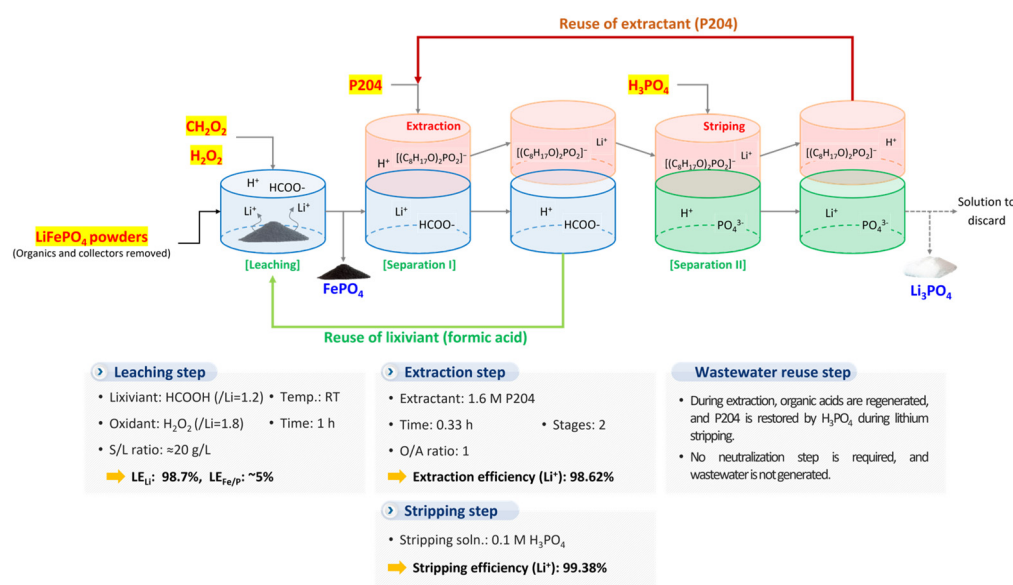 Reuse of extractant (P204)
P204
H₃PO₄
CH₂O₂
H₂O₂
Extraction
Striping
H⁺
[(C₈H₁₇O)₂PO₂]⁻
[(C₈H₁₇O)₂PO₂]⁻
Li⁺
[(C₈H₁₇O)₂PO₂]⁻
Li⁺
[(C₈H₁₇O)₂PO₂]⁻
H⁺
H⁺
HCOO-
Li⁺
Li⁺
Li⁺
HCOO-
H⁺
HCOO-
H⁺
PO₄³⁻
Li⁺
PO₄³⁻
Solution to
discard
LiFePO₄ powders
(Organics and collectors removed)
[Leaching]
[Separation I]
[Separation II]
FePO₄
Li₃PO₄
Reuse of lixiviant (formic acid)
Leaching step
• Lixiviant: HCOOH (/Li=1.2) • Temp.: RT
• Oxidant: H₂O₂ (/Li=1.8) • Time: 1 h
• S/L ratio: ≈20 g/L
LE_Li: 98.7%, LE_Fe/P: ~5%
Extraction step
• Extractant: 1.6 M P204
• Time: 0.33 h • Stages: 2
• O/A ratio: 1
Extraction efficiency (Li⁺): 98.62%
Stripping step
• Stripping soln.: 0.1 M H₃PO₄
Stripping efficiency (Li⁺): 99.38%
Wastewater reuse step
• During extraction, organic acids are regenerated,
and P204 is restored by H₃PO₄ during lithium
stripping.
• No neutralization step is required, and
wastewater is not generated.